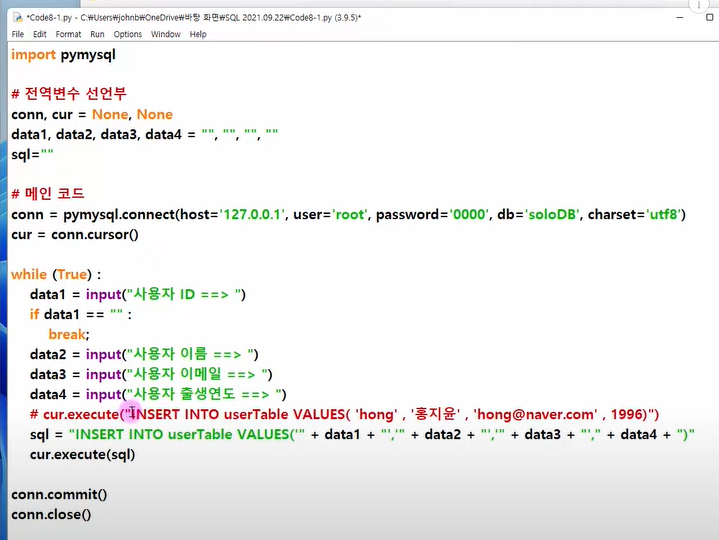 *Code8-1.py - C:₩Users₩johnb₩OneDrive₩바탕 화면₩SQL 2021.09.22₩Code8-1.py (3.9.5)*
File Edit Format Run Options Window Help
import pymysql
# 전역변수 선언부
conn, cur = None, None
data1, data2, data3, data4 = "", "", "", ""
sql=""
# 메인 코드
conn = pymysql.connect(host='127.0.0.1', user='root', password='0000', db='soloDB', charset='utf8')
cur = conn.cursor()
while (True) :
data1 = input("사용자 ID ==> ")
if data1 == "" :
break;
data2 = input("사용자 이름 ==> ")
data3 = input("사용자 이메일 ==> ")
data4 = input("사용자 출생연도 ==> ")
# cur.execute("INSERT INTO userTable VALUES( 'hong' , '홍지윤' , 'hong@naver.com' , 1996)")
sql = "INSERT INTO userTable VALUES('" + data1 + "','" + data2 + "','" + data3 + "'," + data4 + ")"
cur.execute(sql)
conn.commit()
conn.close()